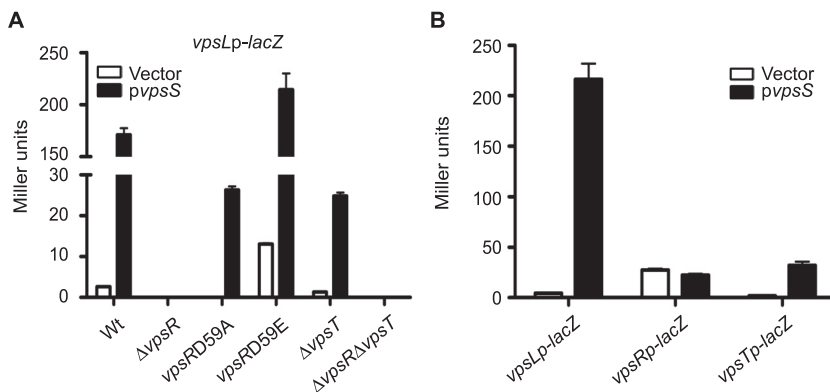 A
vpsLp-lacZ
Vector
pvpsS
Miller units
250
200
150
30
20
10
0
Wt
ΔvpsR
vpsRD59A
vpsRD59E
ΔvpsT
ΔvpsRΔvpsT
B
Vector
pvpsS
Miller units
250
200
150
100
50
0
vpsLp-lacZ
vpsRp-lacZ
vpsTp-lacZ